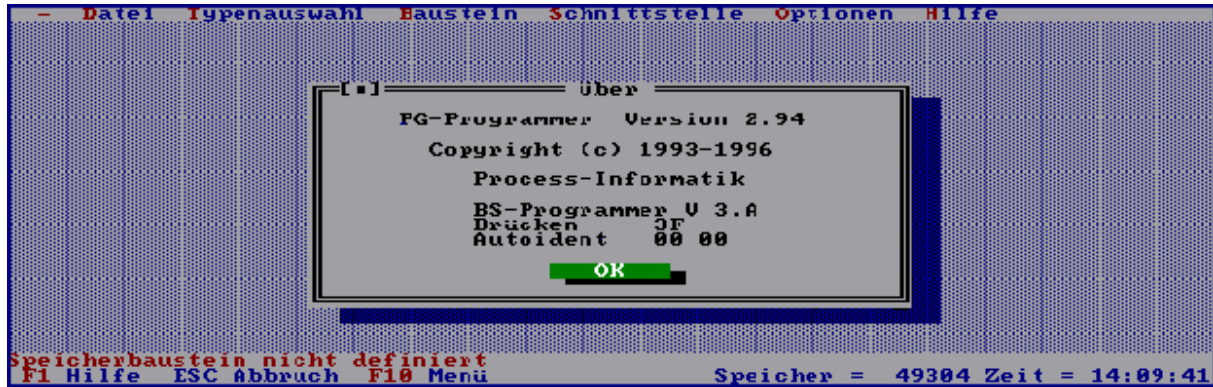 – Datei Typenauswahl Baustein Schnittstelle Optionen Hilfe
[▪] über
PG-Programmer Version 2.94
Copyright (c) 1993-1996
Process-Informatik
BS-Programmer V 3.A
Drücken
Autoident 00 00
OK
Speicherbaustein nicht definiert
F1 Hilfe ESC Abbruch F10 Menü Speicher = 49304 Zeit = 14:09:41